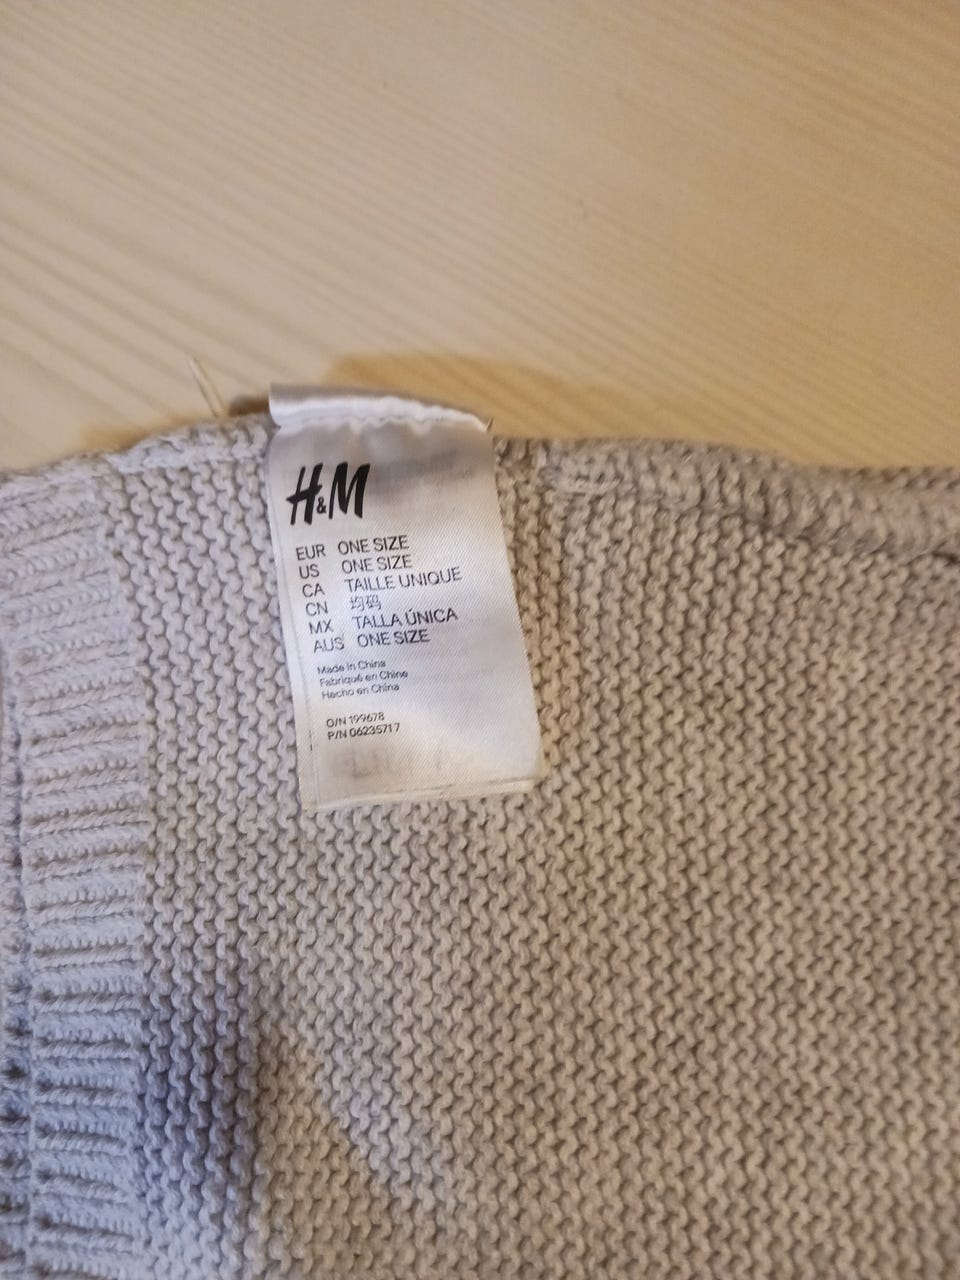 H&M
EUR ONE SIZE
US ONE SIZE
CA TAILLE UNIQUE
CN 均码
MX TALLA ÚNICA
AUS ONE SIZE
Made in China
Fabriqué en Chine
Hecho en China
O/N 199678
P/N 06235717